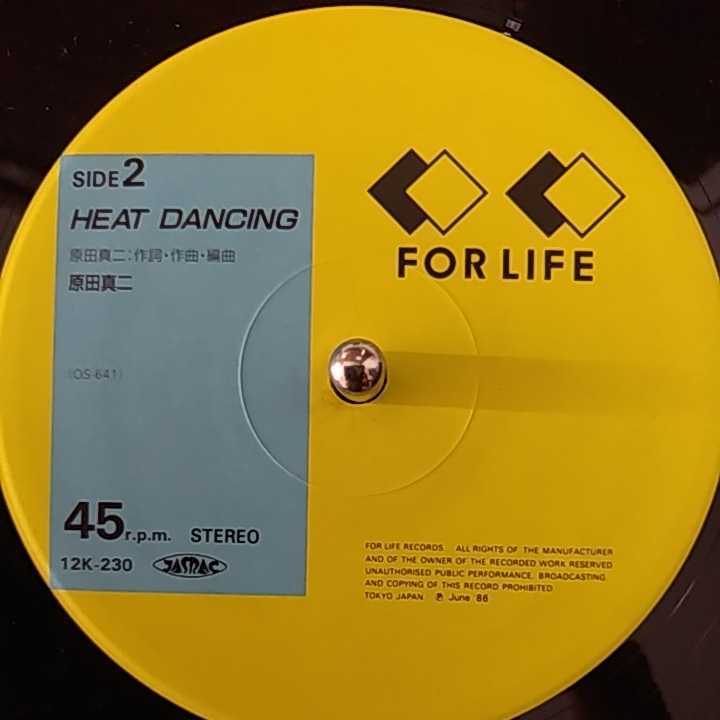 SIDE 2
HEAT DANCING
原田真二:作詞・作曲・編曲
原田真二
(OS-641)
45 r.p.m. STEREO
12K-230 JASRAC
FOR LIFE
FOR LIFE RECORDS ALL RIGHTS OF THE MANUFACTURER
AND OF THE OWNER OF THE RECORDED WORK RESERVED
UNAUTHORISED PUBLIC PERFORMANCE, BROADCASTING
AND COPYING OF THIS RECORD PROHIBITED
TOKYO JAPAN ℗ June '86